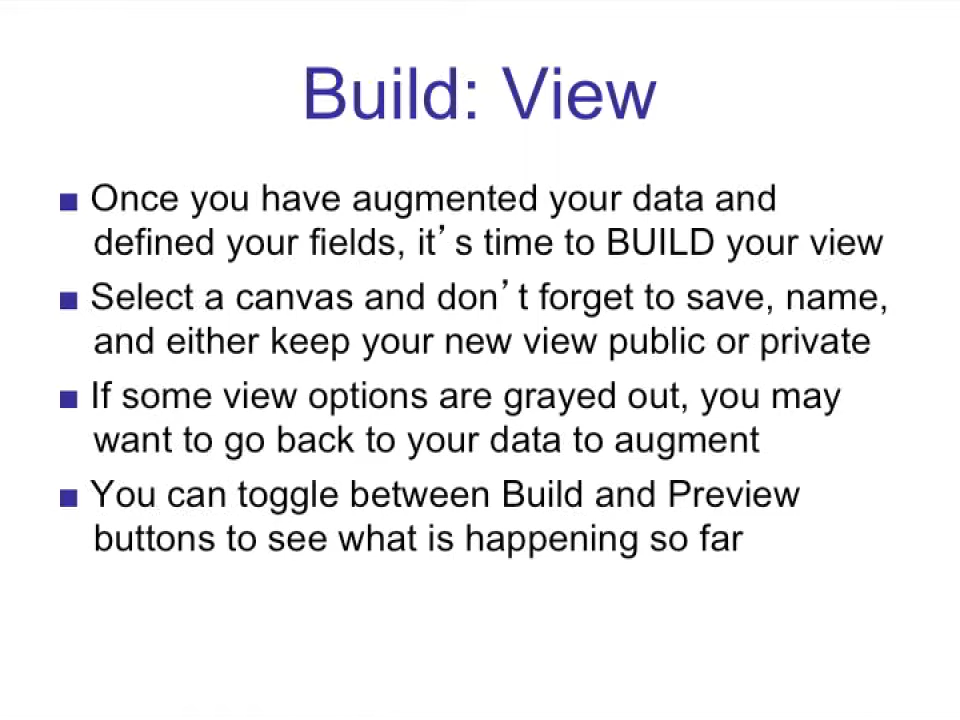 Build: View
■ Once you have augmented your data and
defined your fields, it’s time to BUILD your view
■ Select a canvas and don’t forget to save, name,
and either keep your new view public or private
■ If some view options are grayed out, you may
want to go back to your data to augment
■ You can toggle between Build and Preview
buttons to see what is happening so far